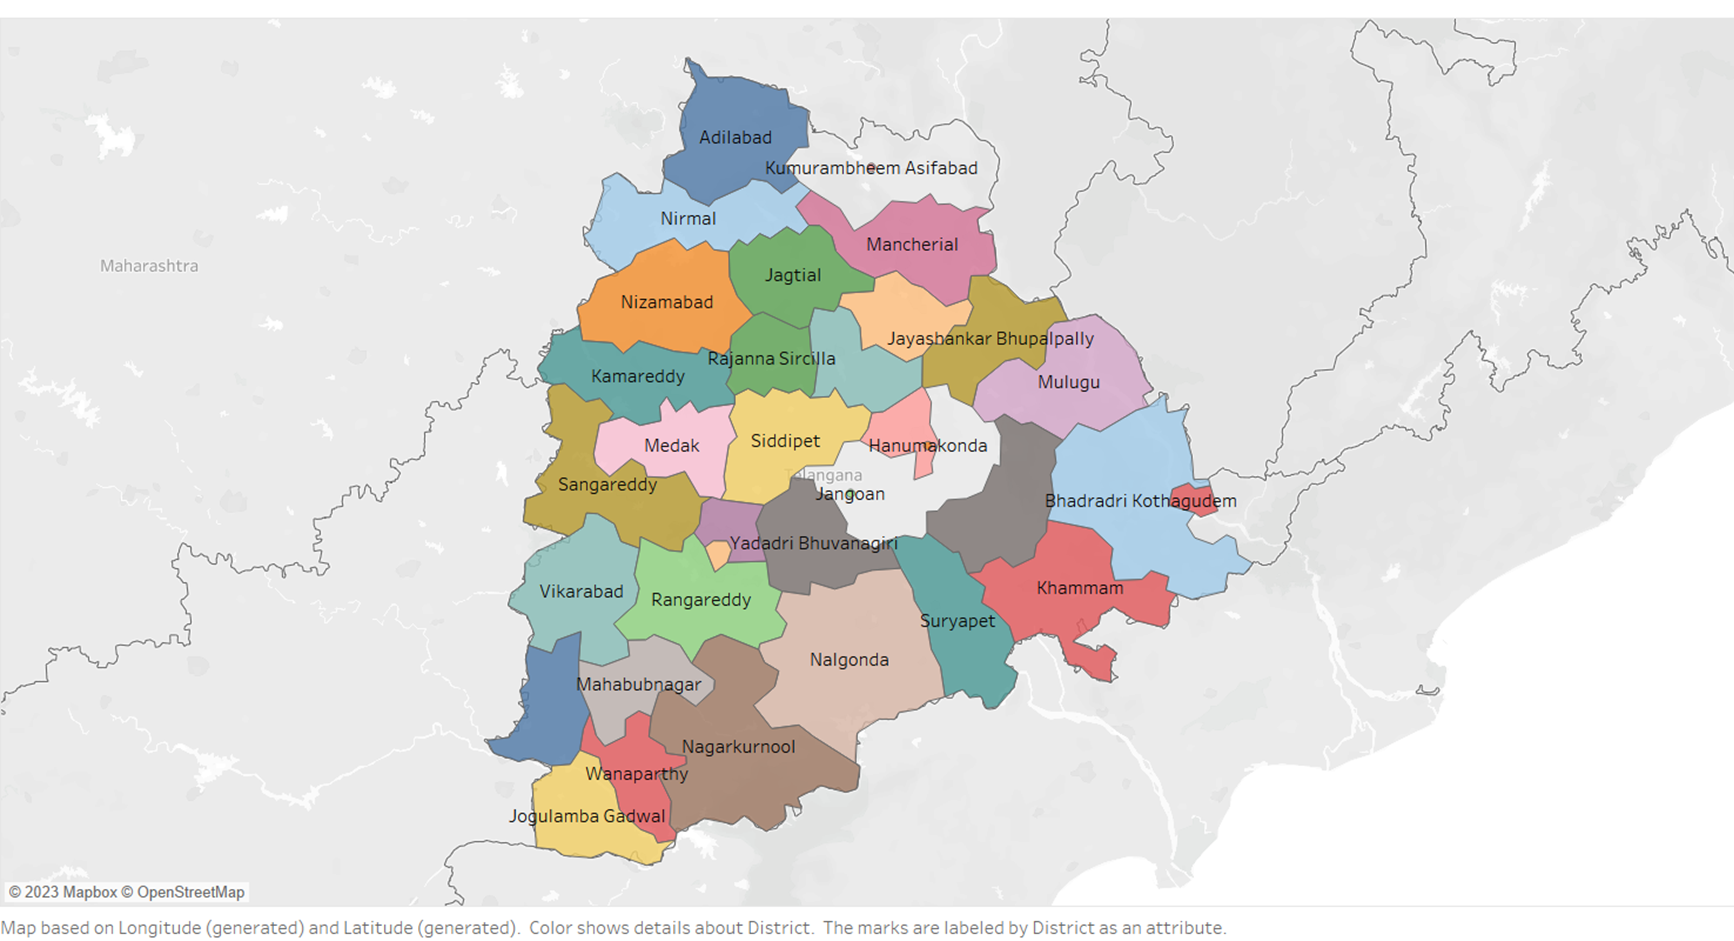 Adilabad
Kumurambheem Asifabad
Nirmal
Mancherial
Maharashtra
Jagtial
Nizamabad
Jayashankar Bhupalpally
Rajanna Sircilla
Kamareddy
Mulugu
Siddipet
Medak
Hanumakonda
Telangana
Sangareddy
Jangoan
Bhadradri Kothagudem
Yadadri Bhuvanagiri
Khammam
Vikarabad
Rangareddy
Suryapet
Nalgonda
Mahabubnagar
Nagarkurnool
Wanaparthy
Jogulamba Gadwal
© 2023 Mapbox © OpenStreetMap
Map based on Longitude (generated) and Latitude (generated).  Color shows details about District.  The marks are labeled by District as an attribute.